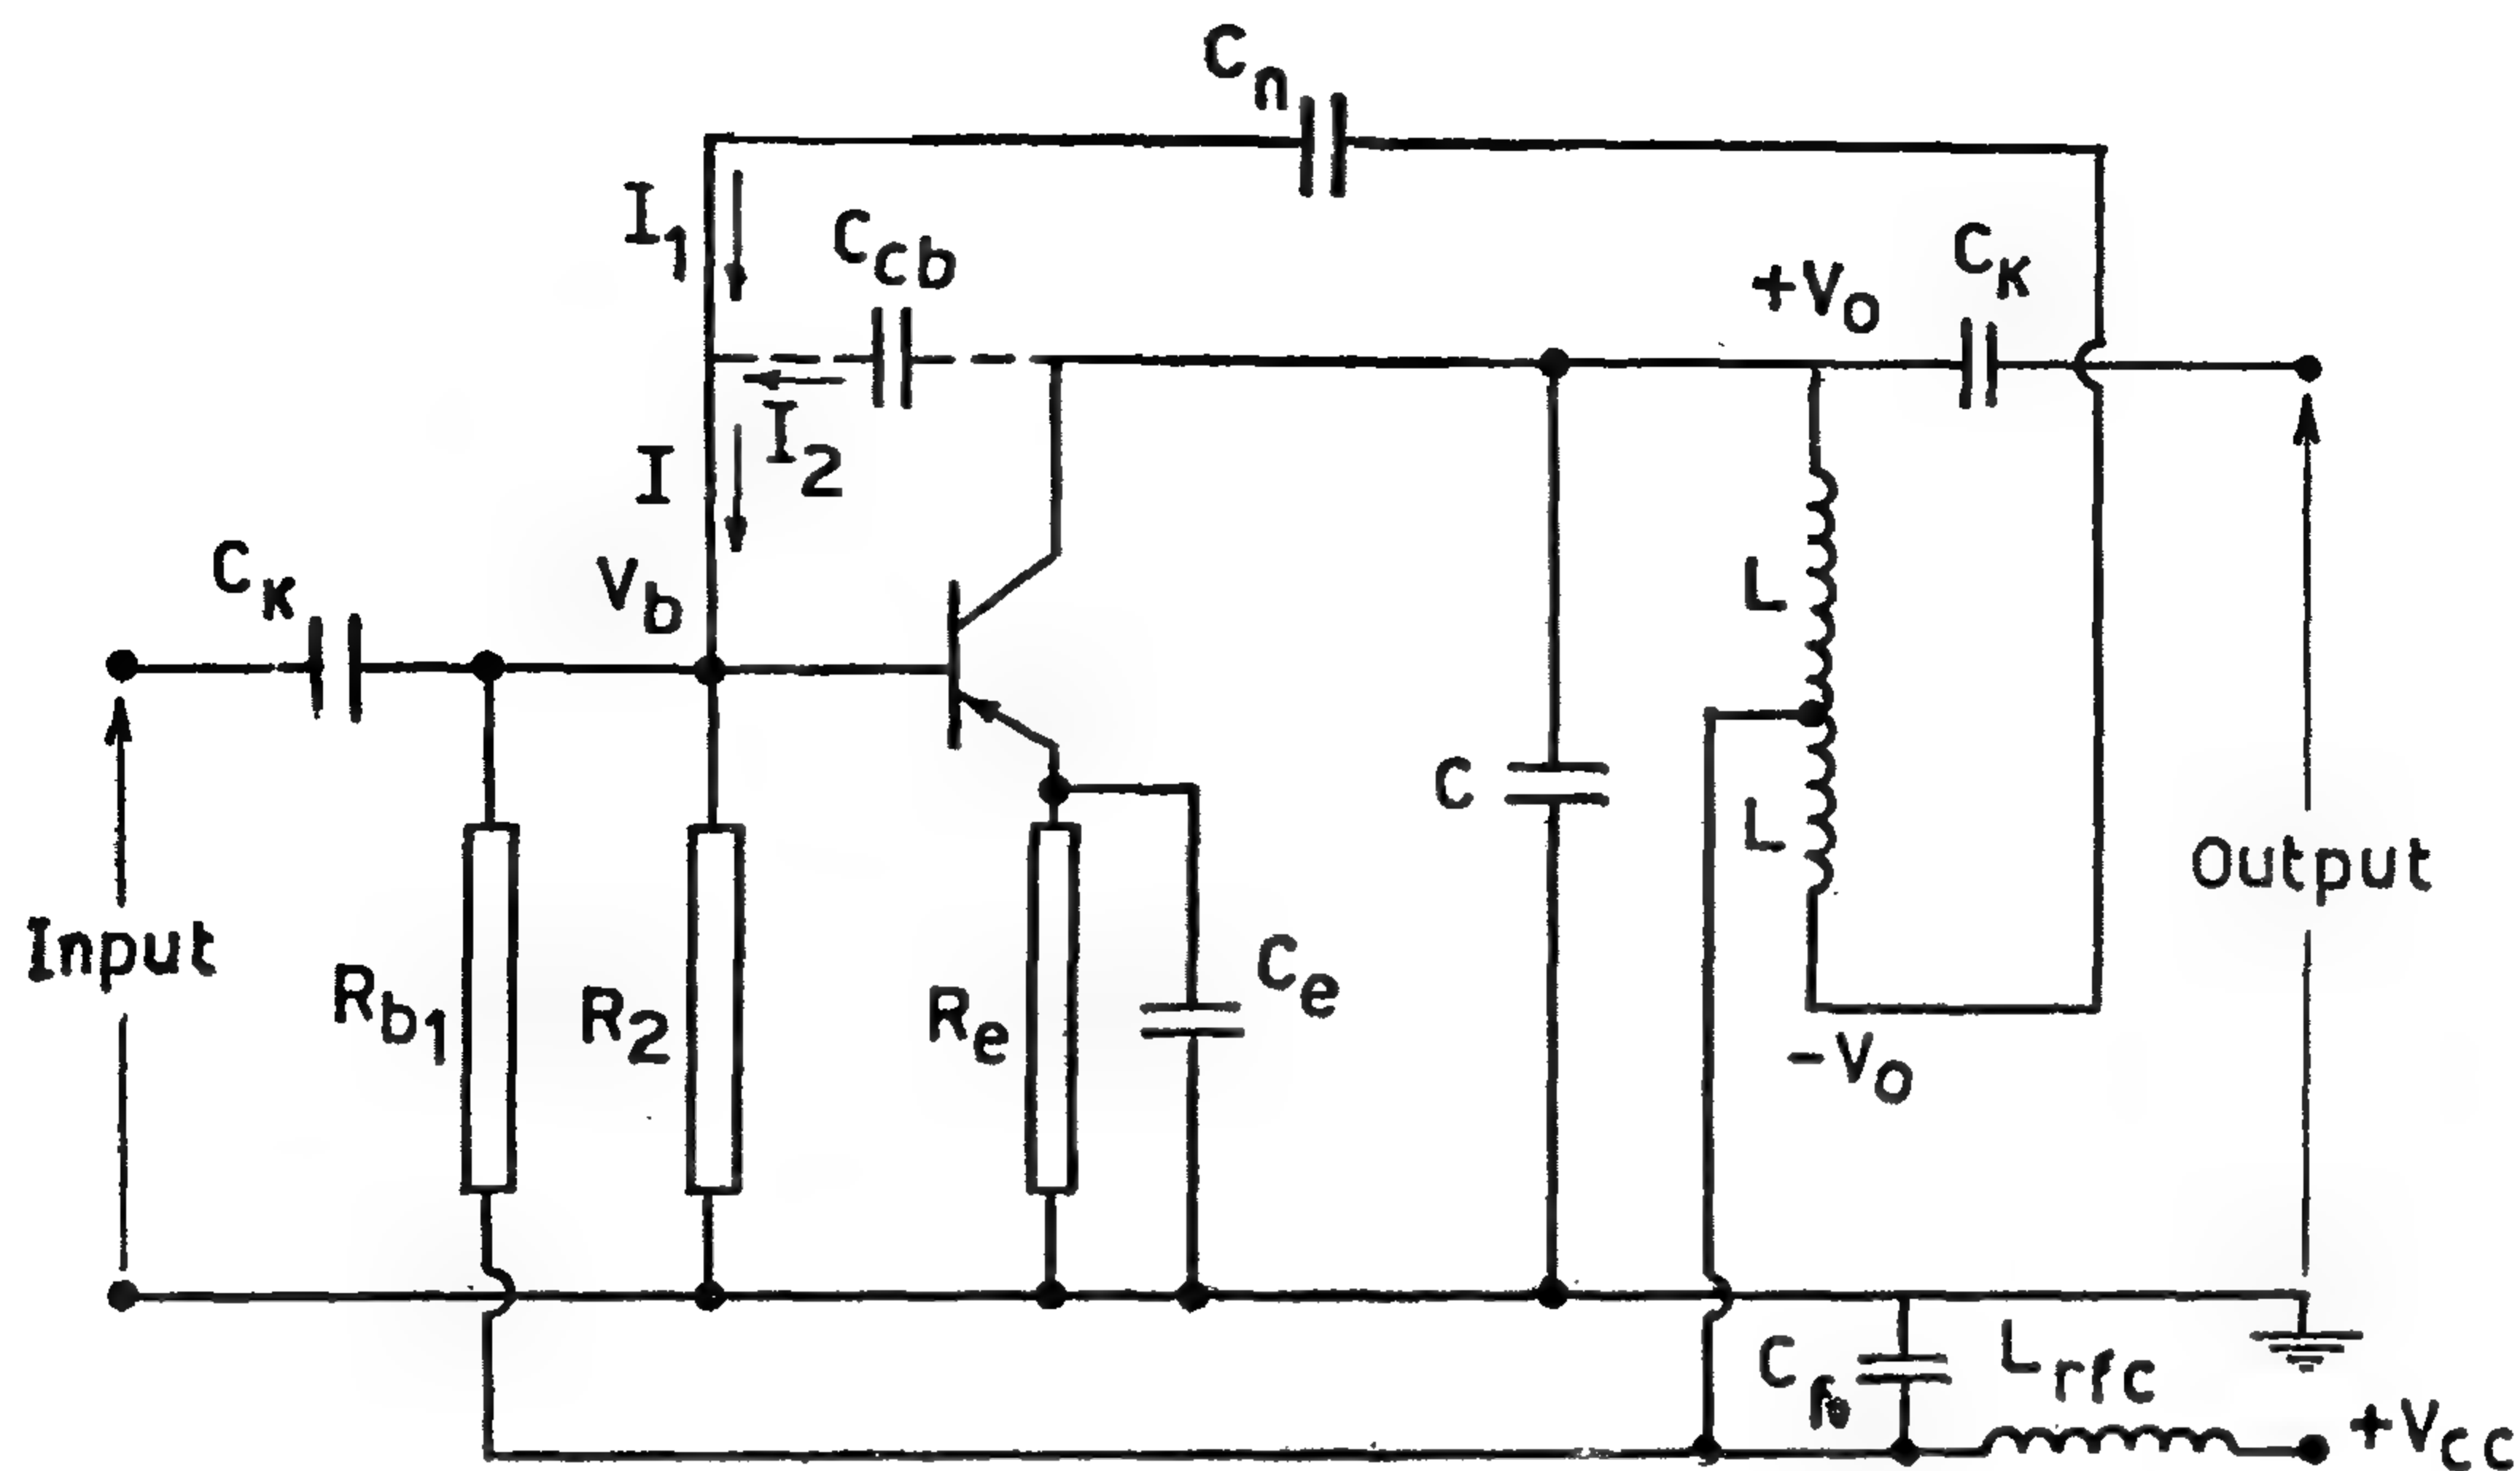 Cn
I1
Ccb
+Vo
CK
I2
I
Vb
CK
L
C
L
Input
Rb1
R2
Re
Ce
Output
-Vo
Lrfc
+Vcc